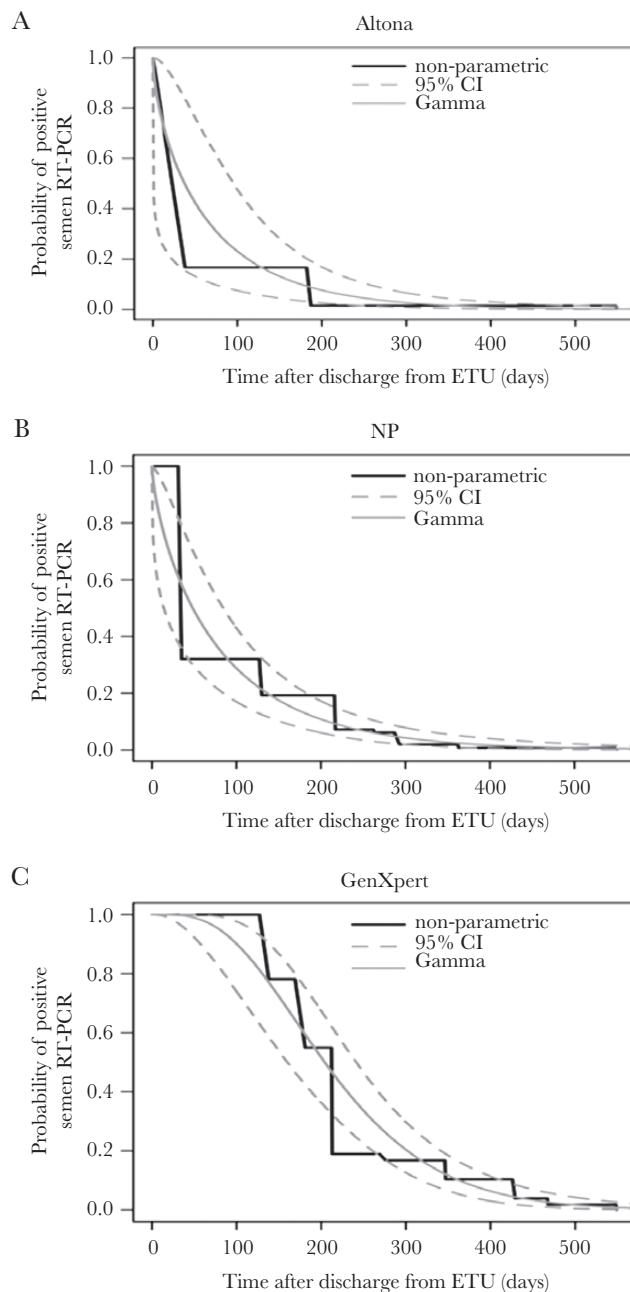 A
Altona
non-parametric
95% CI
Gamma
Probability of positive
semen RT-PCR
1.0
0.8
0.6
0.4
0.2
0.0
0 100 200 300 400 500
Time after discharge from ETU (days)
B
NP
non-parametric
95% CI
Gamma
Probability of positive
semen RT-PCR
1.0
0.8
0.6
0.4
0.2
0.0
0 100 200 300 400 500
Time after discharge from ETU (days)
C
GenXpert
non-parametric
95% CI
Gamma
Probability of positive
semen RT-PCR
1.0
0.8
0.6
0.4
0.2
0.0
0 100 200 300 400 500
Time after discharge from ETU (days)